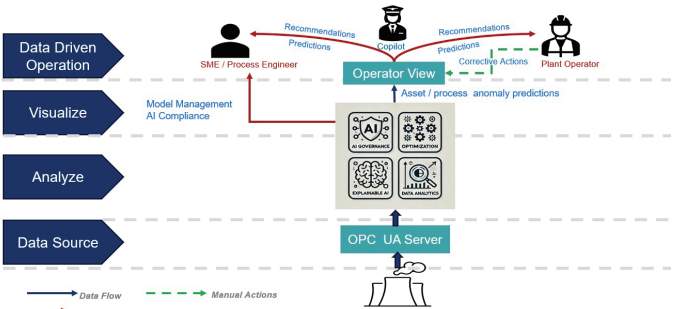 Data Driven
Operation
Visualize
Analyze
Data Source
Recommendations
Predictions
SME / Process Engineer
Copilot
Recommendations
Predictions
Corrective Actions
Plant Operator
Operator View
Model Management
AI Compliance
Asset / process anomaly predictions
AI
AI GOVERNANCE
OPTIMIZATION
EXPLAINABLE AI
DATA ANALYTICS
OPC UA Server
Data Flow
Manual Actions